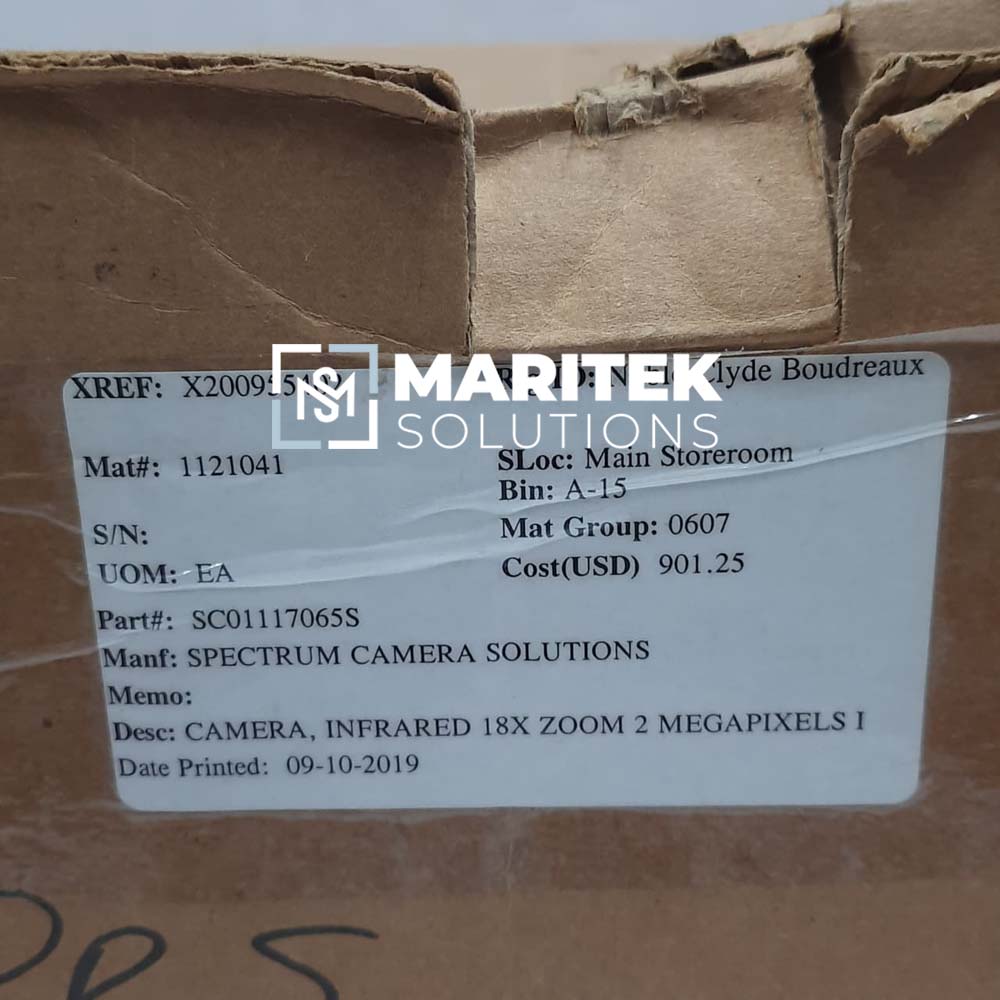 MARITEK
SOLUTIONS
XREF: Clyde Boudreaux
Mat#: 1121041 SLoc: Main Storeroom
Bin: A-15
S/N: Mat Group: 0607
UOM: EA Cost(USD) 901.25
Part#: SC01117065S
Manf: SPECTRUM CAMERA SOLUTIONS
Memo:
Desc: CAMERA, INFRARED 18X ZOOM 2 MEGAPIXELS I
Date Printed: 09-10-2019